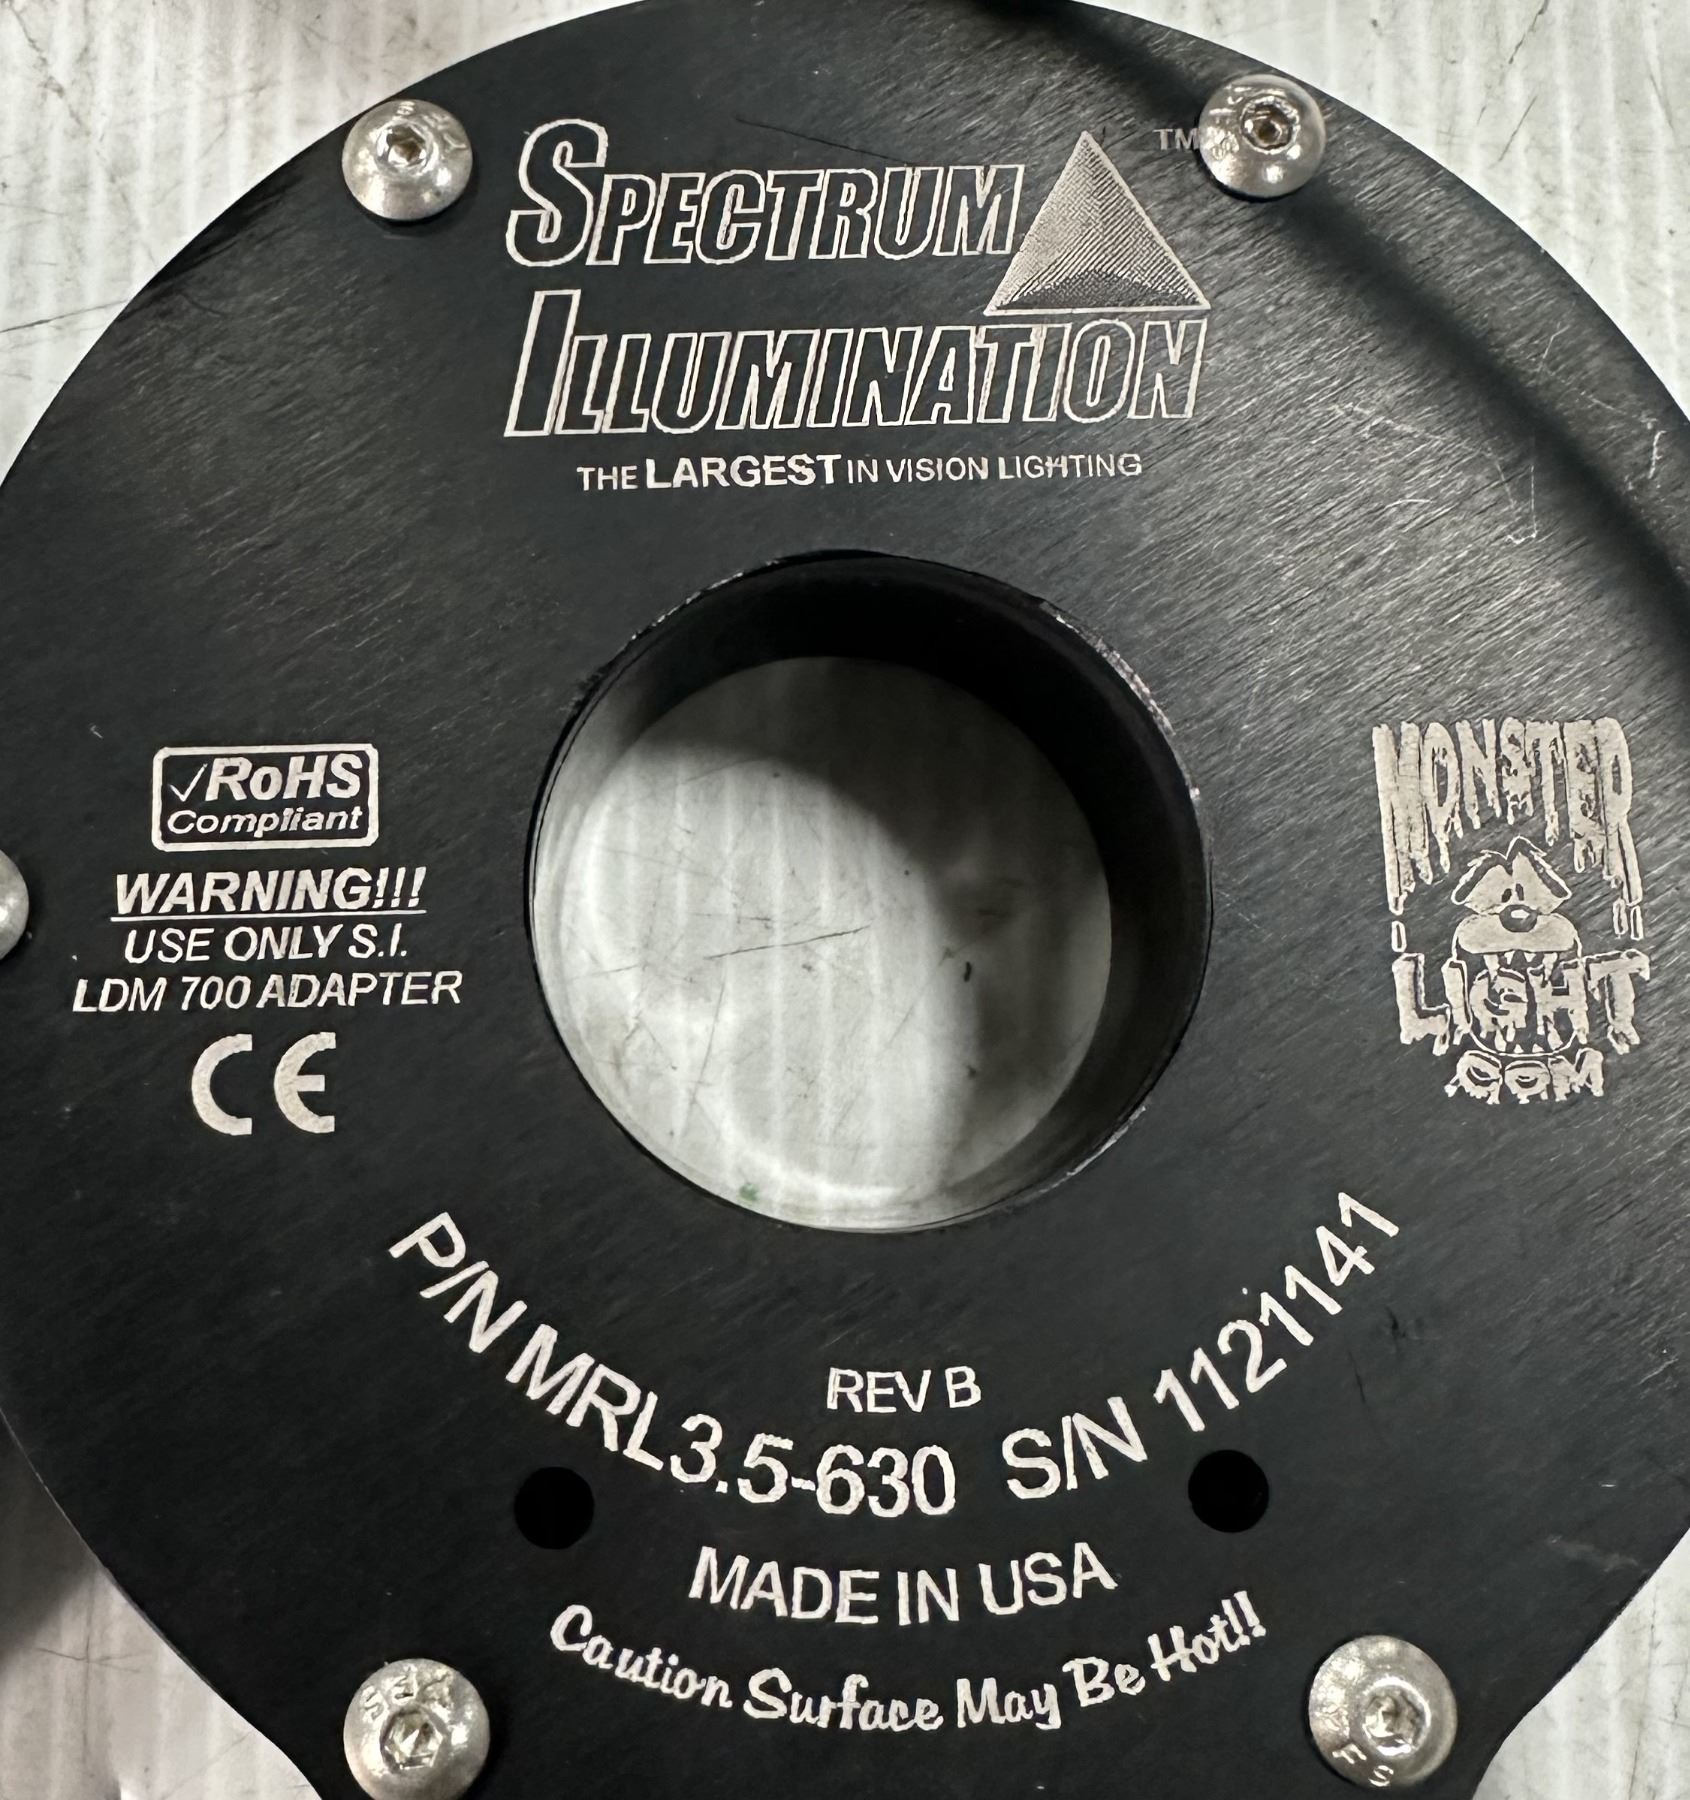 SPECTRUM
ILLUMINATION
TM
THE LARGEST IN VISION LIGHTING
✓RoHS
Compliant
WARNING!!!
USE ONLY S.I.
LDM 700 ADAPTER
CE
MONSTER
LIGHT
.COM
REV B
P/N MRL3.5-630 S/N 1121141
MADE IN USA
Caution Surface May Be Hot!!